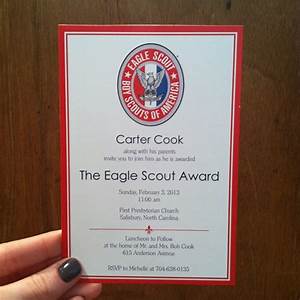 EAGLE SCOUT
BOY SCOUTS OF AMERICA
Carter Cook
along with his parents
invite you to join him as he is awarded
The Eagle Scout Award
Sunday, February 3, 2013
11:00 am
First Presbyterian Church
Salisbury, North Carolina
Luncheon to Follow
at the home of Mr. and Mrs. Bob Cook
615 Anderson Avenue
RSVP to Michelle at 704-628-0135